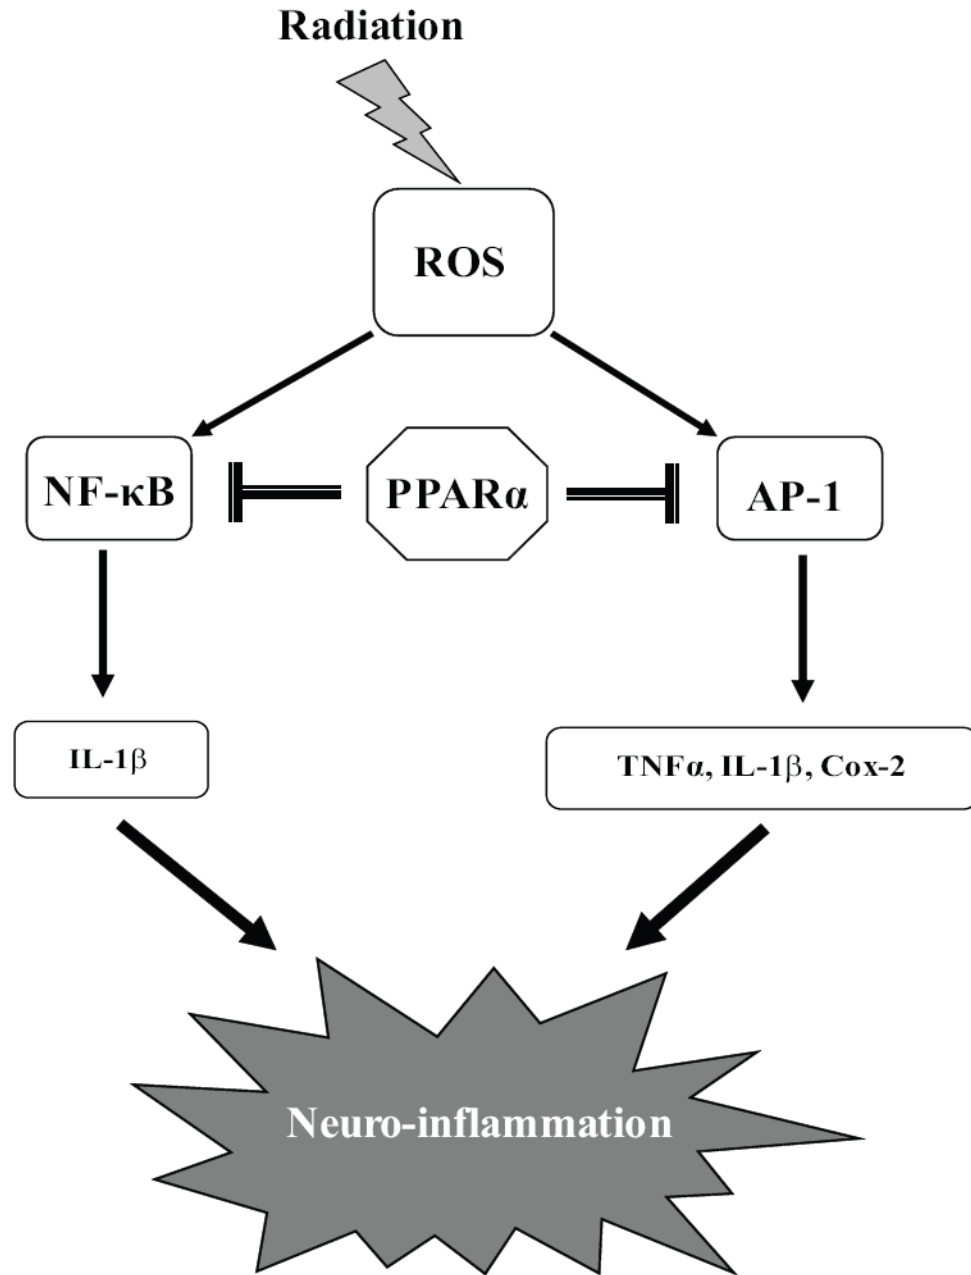 Radiation
ROS
NF-κB
PPARα
AP-1
IL-1β
TNFα, IL-1β, Cox-2
Neuro-inflammation